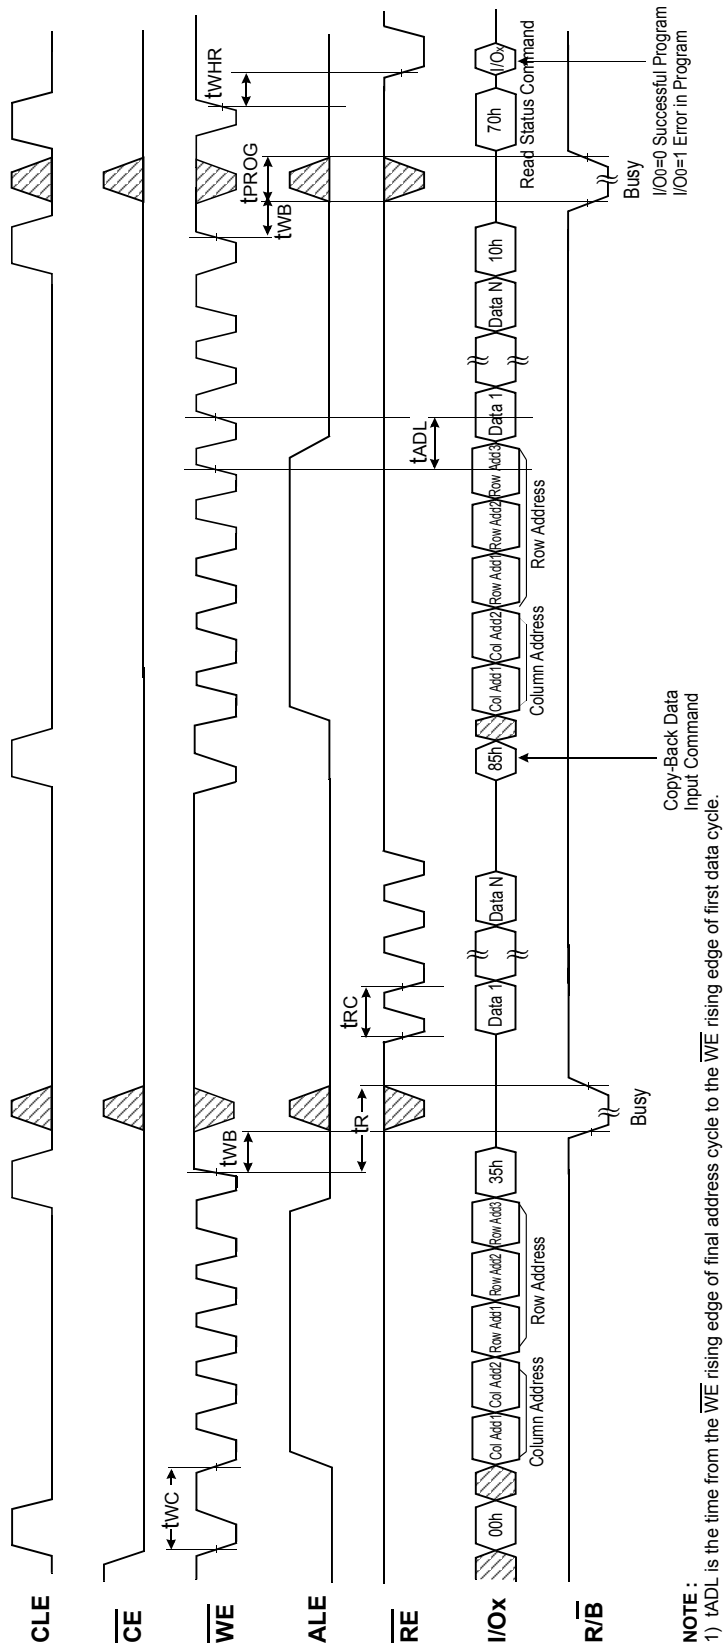 CLE
CE
WE
tWC
tWB
tPROG
tWB
tWHR
ALE
tR
tADL
RE
tRC
I/Ox
00h
Col Add1
Col Add2
Row Add1
Row Add2
Row Add3
35h
Data 1
Data N
85h
Col Add1
Col Add2
Row Add1
Row Add2
Row Add3
Data 1
Data N
10h
70h
I/Ox
Column Address
Row Address
Column Address
Row Address
Read Status Command
R/B
Busy
Busy
Copy-Back Data
Input Command
I/O0=0 Successful Program
I/O0=1 Error in Program
NOTE :
1) tADL is the time from the WE rising edge of final address cycle to the WE rising edge of first data cycle.